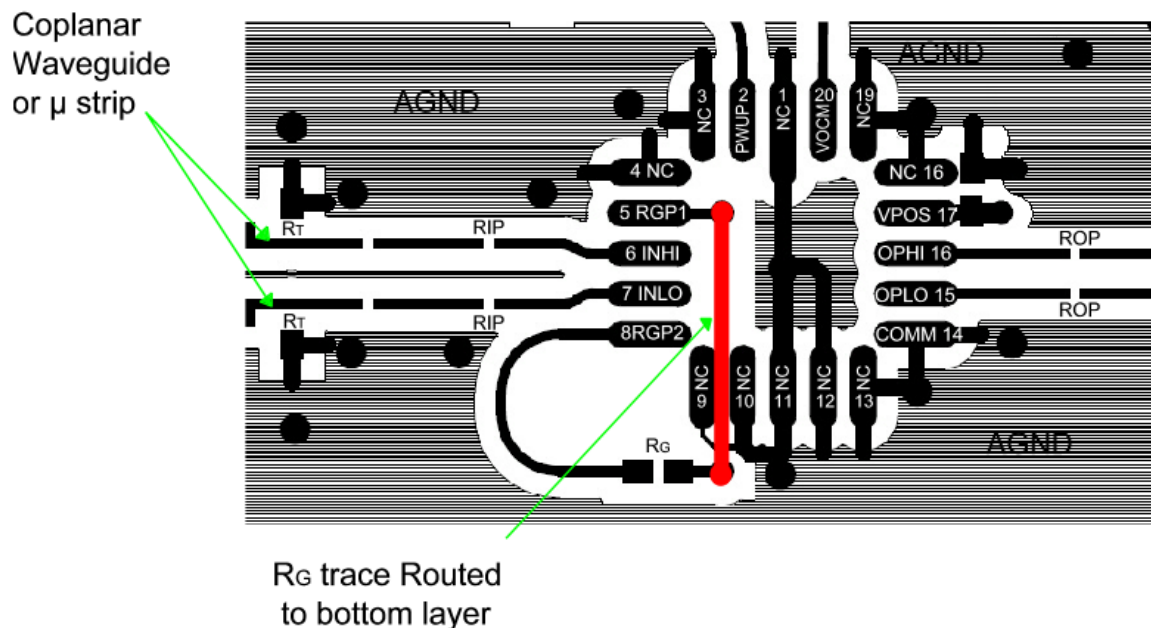 Coplanar
Waveguide
or μ strip
AGND
AGND
3
NC
PWUP 2
1
NC
VOCM 20
19
NC
4 NC
NC 16
5 RGP1
VPOS 17
RT
RIP
6 INHI
OPHI 16
ROP
7 INLO
OPLO 15
RT
RIP
ROP
8RGP2
COMM 14
NC
9
NC
10
NC
11
NC
12
NC
13
RG
AGND
RG trace Routed
to bottom layer